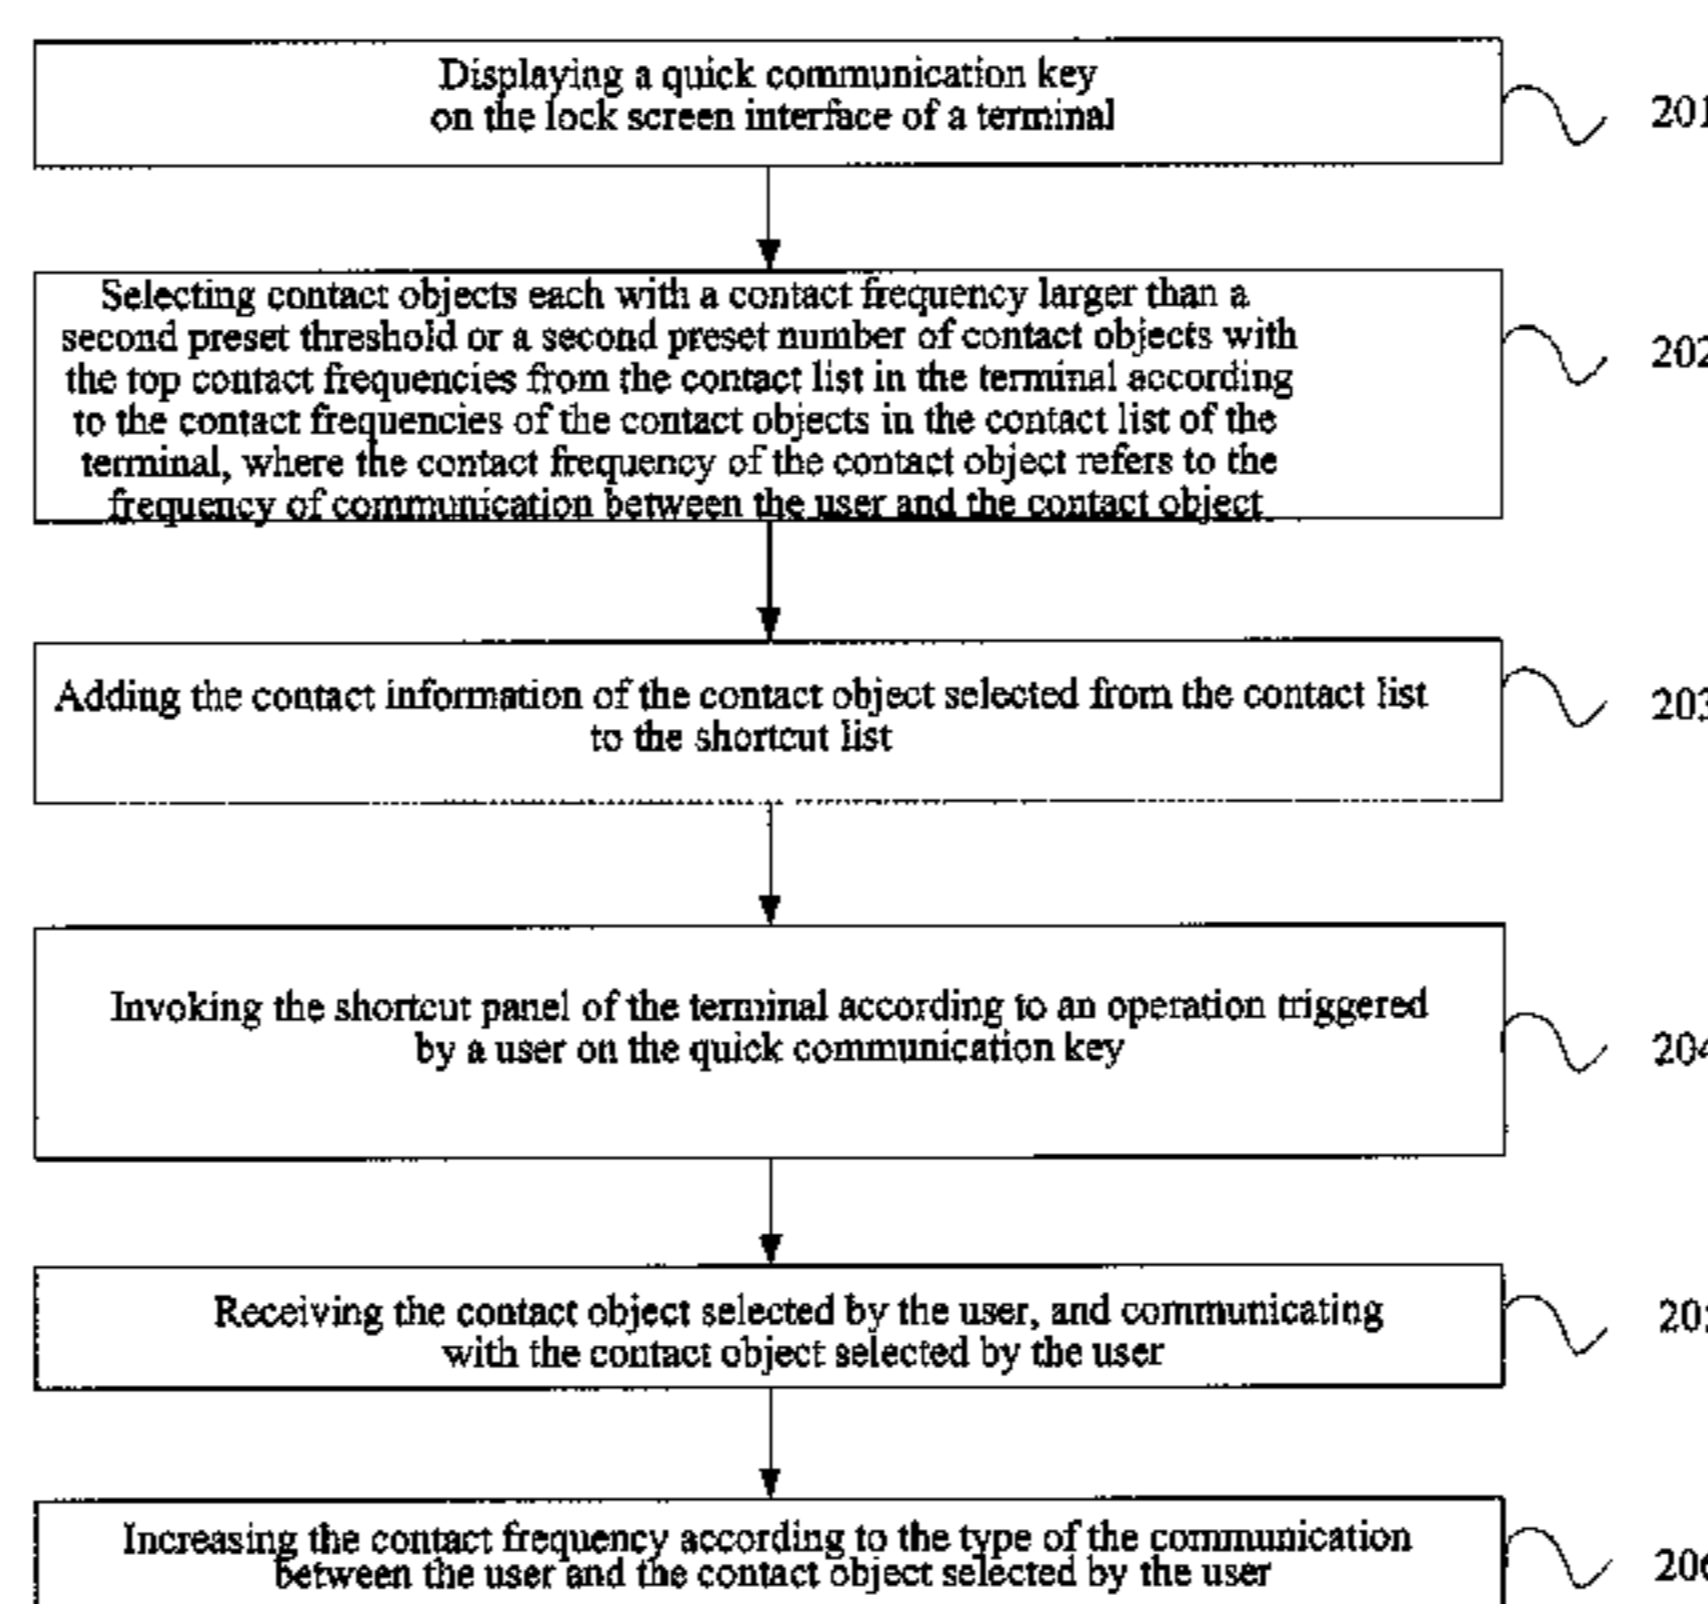 Displaying a quick communication key
on the lock screen interface of a terminal
201
Selecting contact objects each with a contact frequency larger than a
second preset threshold or a second preset number of contact objects with
the top contact frequencies from the contact list in the terminal according
to the contact frequencies of the contact objects in the contact list of the
terminal, where the contact frequency of the contact object refers to the
frequency of communication between the user and the contact object
202
Adding the contact information of the contact object selected from the contact list
to the shortcut list
203
Invoking the shortcut panel of the terminal according to an operation triggered
by a user on the quick communication key
204
Receiving the contact object selected by the user, and communicating
with the contact object selected by the user
205
Increasing the contact frequency according to the type of the communication
between the user and the contact object selected by the user
206